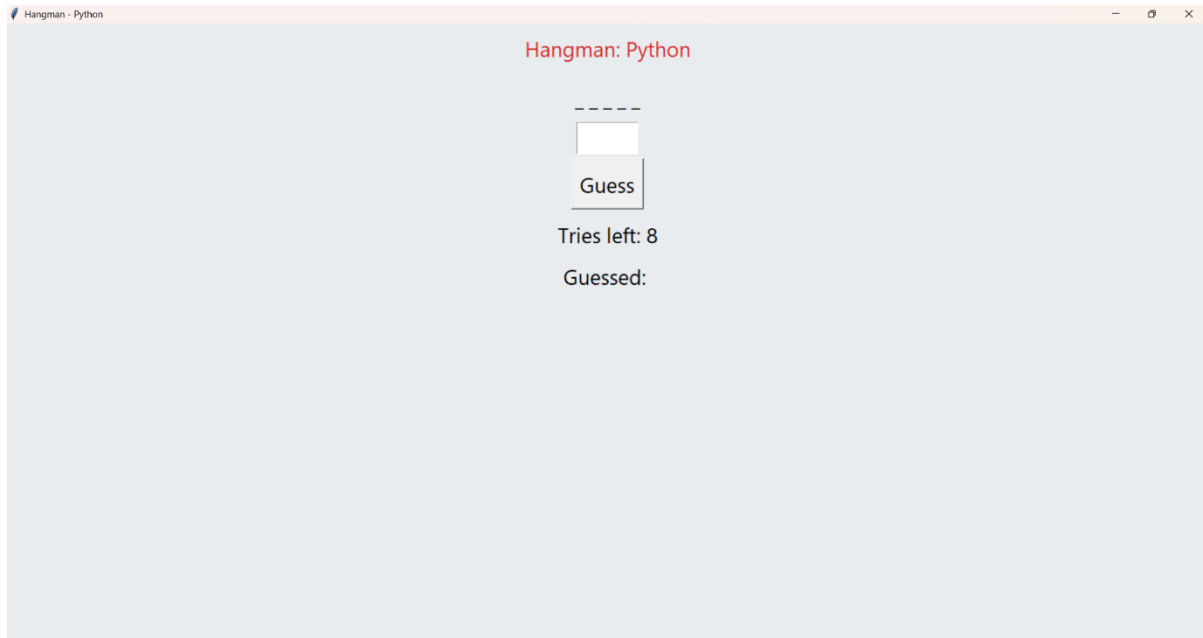 Hangman - Python
Hangman: Python
_ _ _ _ _
Guess
Tries left: 8
Guessed: